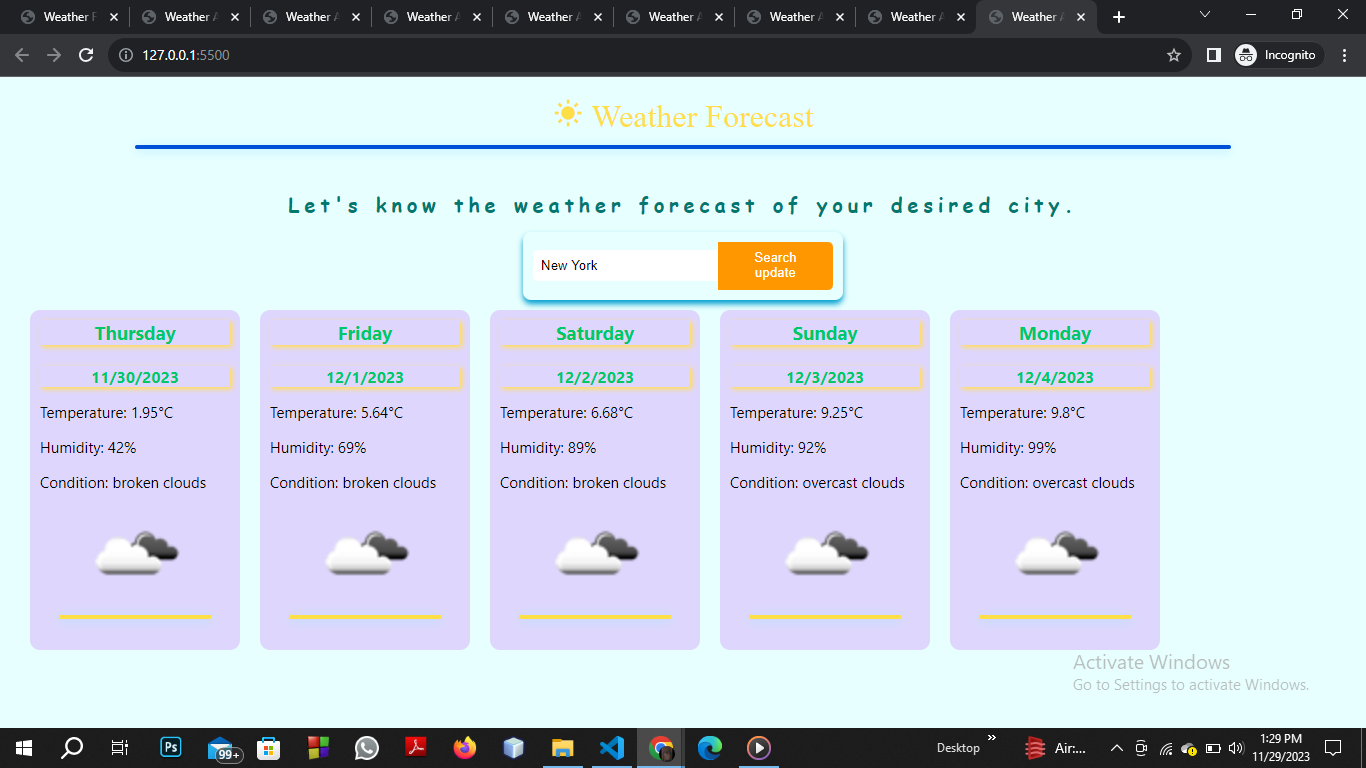 Weather F
Weather A
Weather A
Weather A
Weather A
Weather A
Weather A
Weather A
Weather A
127.0.0.1:5500
Incognito
Weather Forecast
Let's know the weather forecast of your desired city.
New York
Search
update
Thursday
11/30/2023
Temperature: 1.95°C
Humidity: 42%
Condition: broken clouds
Friday
12/1/2023
Temperature: 5.64°C
Humidity: 69%
Condition: broken clouds
Saturday
12/2/2023
Temperature: 6.68°C
Humidity: 89%
Condition: broken clouds
Sunday
12/3/2023
Temperature: 9.25°C
Humidity: 92%
Condition: overcast clouds
Monday
12/4/2023
Temperature: 9.8°C
Humidity: 99%
Condition: overcast clouds
Activate Windows
Go to Settings to activate Windows.
Ps
99+
Desktop
Air:...
1:29 PM
11/29/2023